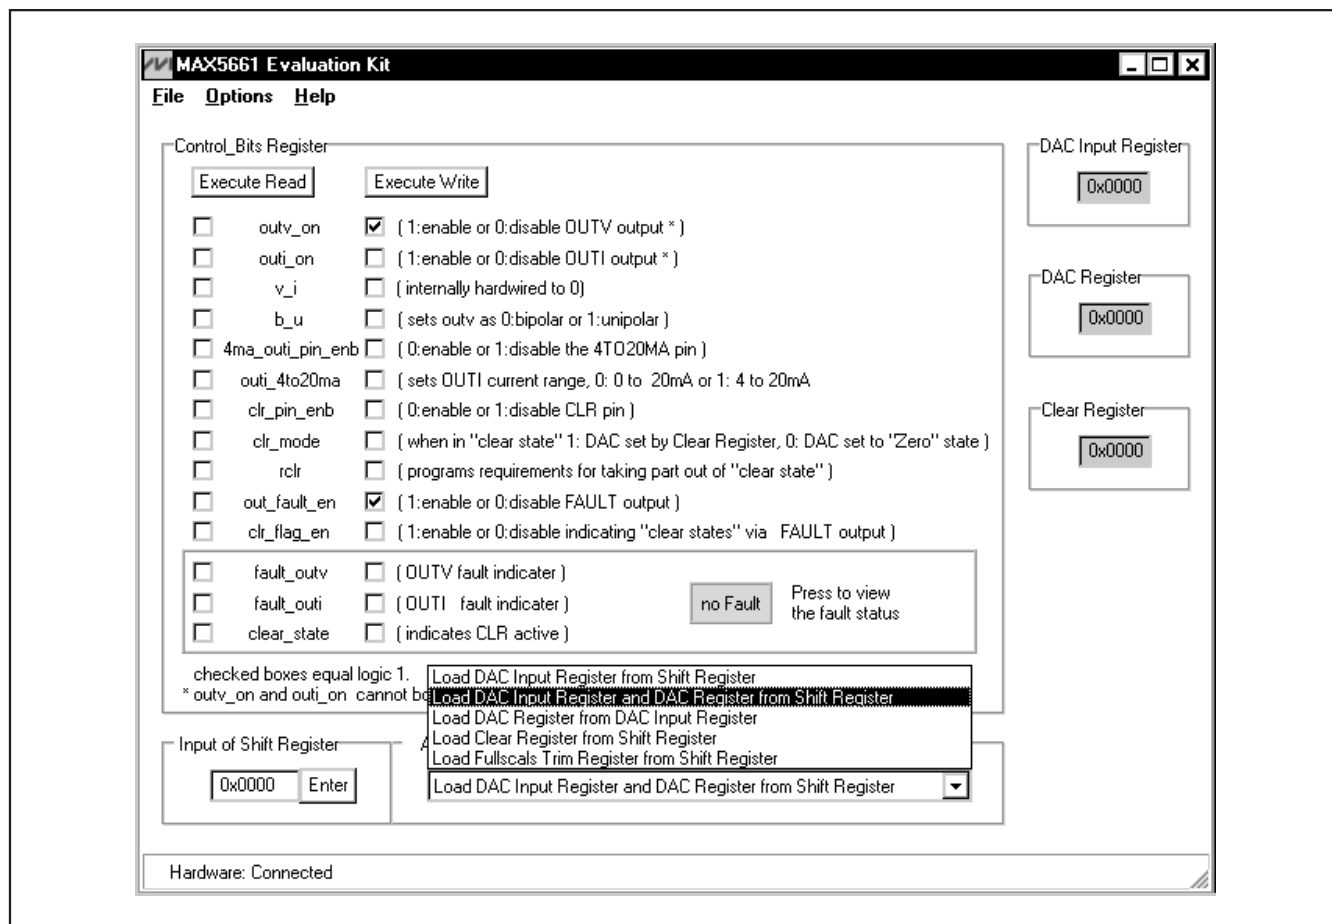 MAX5661 Evaluation Kit
File Options Help
Control_Bits Register
Execute Read Execute Write
outv_on ( 1:enable or 0:disable OUTV output * )
outi_on ( 1:enable or 0:disable OUTI output * )
v_i ( internally hardwired to 0)
b_u ( sets outv as 0:bipolar or 1:unipolar )
4ma_outi_pin_enb ( 0:enable or 1:disable the 4TO20MA pin )
outi_4to20ma ( sets OUTI current range, 0: 0 to 20mA or 1: 4 to 20mA
clr_pin_enb ( 0:enable or 1:disable CLR pin )
clr_mode ( when in "clear state" 1: DAC set by Clear Register, 0: DAC set to "Zero" state )
rclr ( programs requirements for taking part out of "clear state" )
out_fault_en ( 1:enable or 0:disable FAULT output )
clr_flag_en ( 1:enable or 0:disable indicating "clear states" via FAULT output )
fault_outv ( OUTV fault indicater )
fault_outi ( OUTI fault indicater )
clear_state ( indicates CLR active )
no Fault
Press to view
the fault status
checked boxes equal logic 1.
* outv_on and outi_on cannot
Load DAC Input Register from Shift Register
Load DAC Input Register and DAC Register from Shift Register
Load DAC Register from DAC Input Register
Load Clear Register from Shift Register
Load Fullscals Trim Register from Shift Register
Input of Shift Register
0x0000 Enter
Load DAC Input Register and DAC Register from Shift Register
DAC Input Register
0x0000
DAC Register
0x0000
Clear Register
0x0000
Hardware: Connected